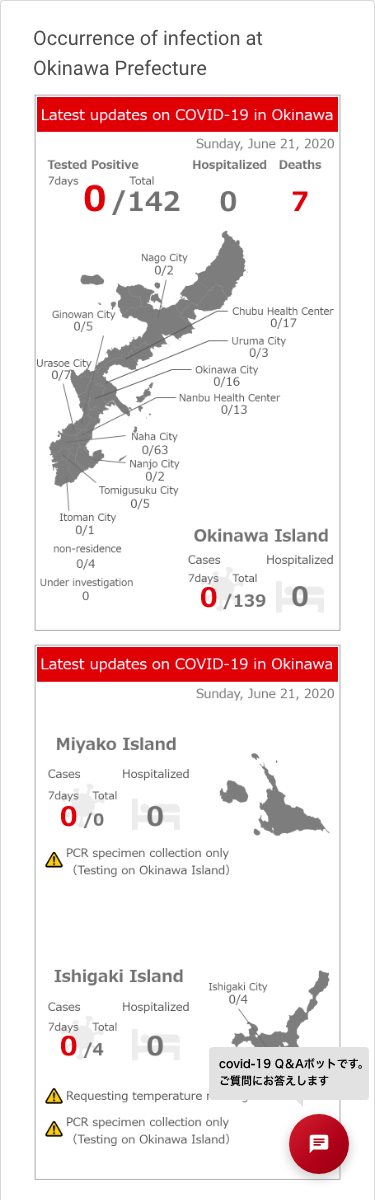 Occurrence of infection at
Okinawa Prefecture
Latest updates on COVID-19 in Okinawa
Sunday, June 21, 2020
Tested Positive
Hospitalized
Deaths
7days
Total
0/142
0
7
Nago City
0/2
Ginowan City
0/5
Chubu Health Center
0/17
Uruma City
0/3
Urasoe City
0/7
Okinawa City
0/16
Nanbu Health Center
0/13
Naha City
0/63
Nanjo City
0/2
Tomigusuku City
0/5
Itoman City
0/1
non-residence
0/4
Under investigation
0
Okinawa Island
Cases
Hospitalized
7days
Total
0/139
0
Latest updates on COVID-19 in Okinawa
Sunday, June 21, 2020
Miyako Island
Cases
Hospitalized
7days
Total
0/0
0
PCR specimen collection only
（Testing on Okinawa Island）
Ishigaki Island
Ishigaki City
0/4
Cases
Hospitalized
7days
Total
0/4
0
covid-19 Q&Aボットです。
ご質問にお答えします
Requesting temperature
PCR specimen collection only
（Testing on Okinawa Island）